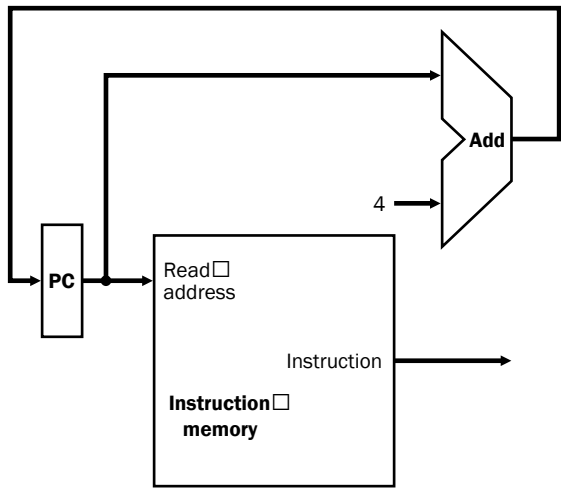 Add
4
PC
Read□
address
Instruction
Instruction□
memory